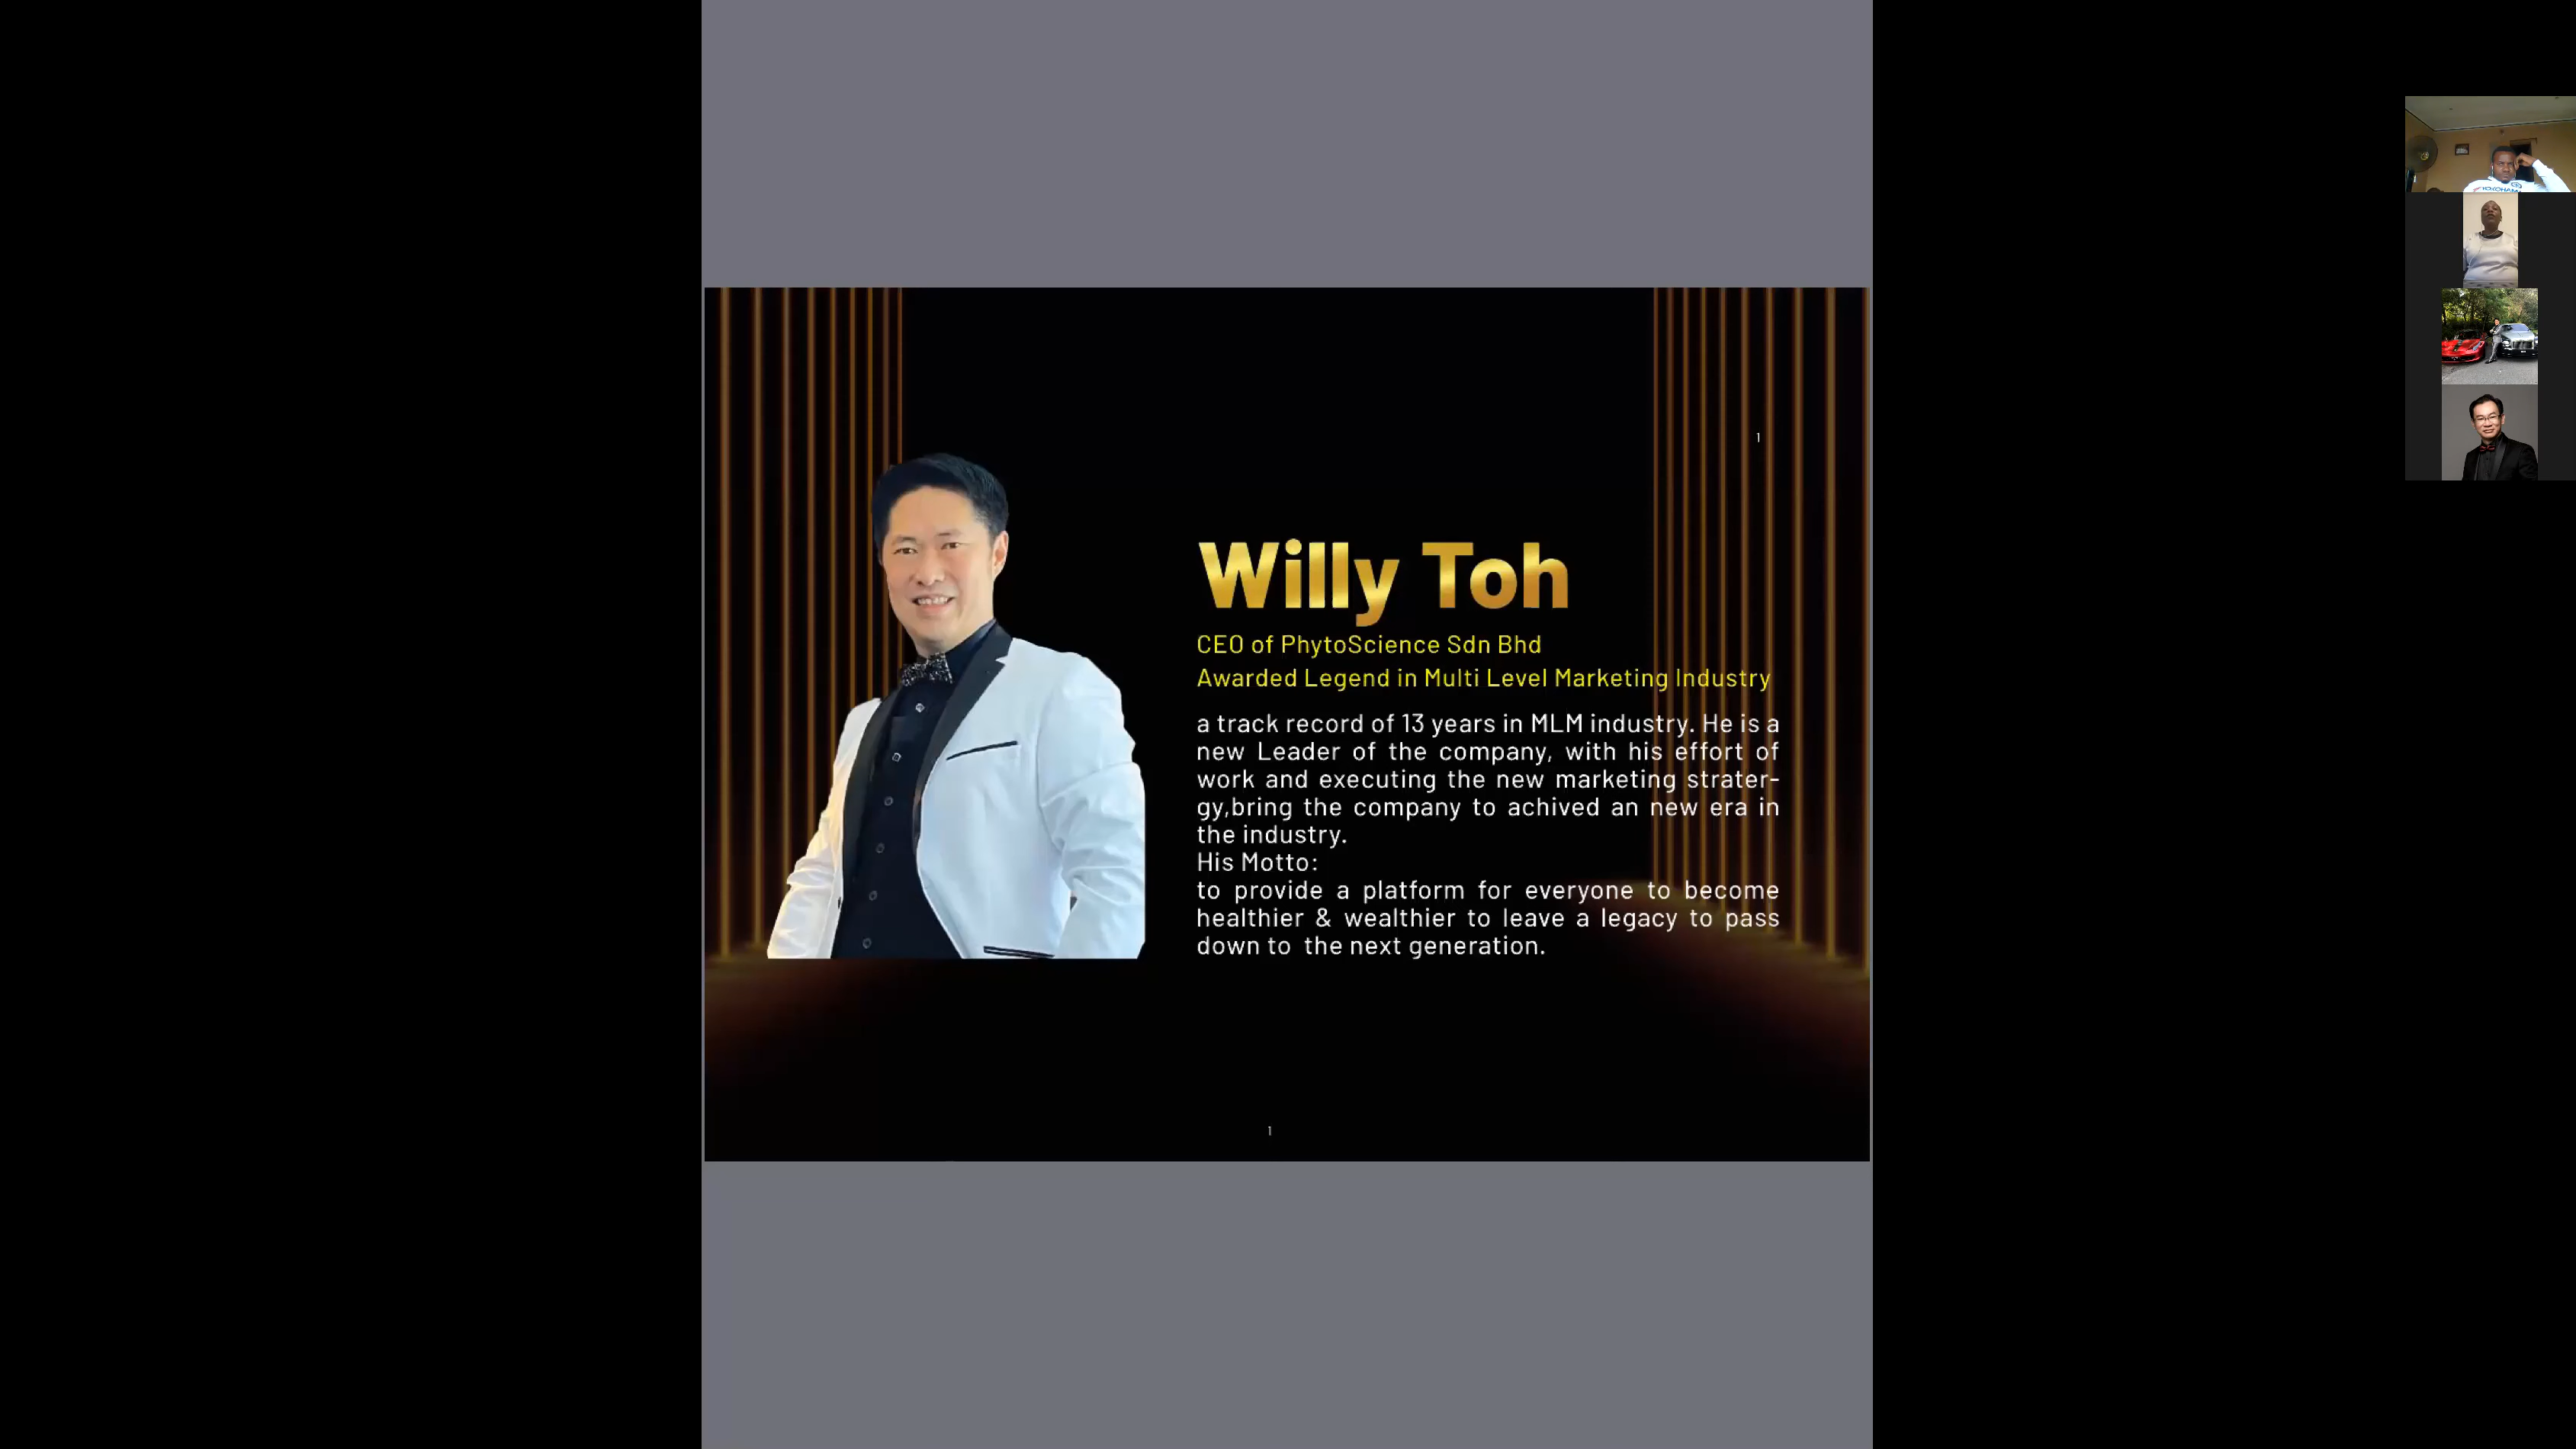 1
Willy Toh
CEO of PhytoScience Sdn Bhd
Awarded Legend in Multi Level Marketing Industry
a track record of 13 years in MLM industry. He is a
new Leader of the company, with his effort of
work and executing the new marketing strater-
gy,bring the company to achived an new era in
the industry.
His Motto:
to provide a platform for everyone to become
healthier & wealthier to leave a legacy to pass
down to the next generation.
1
YOKOHAMA